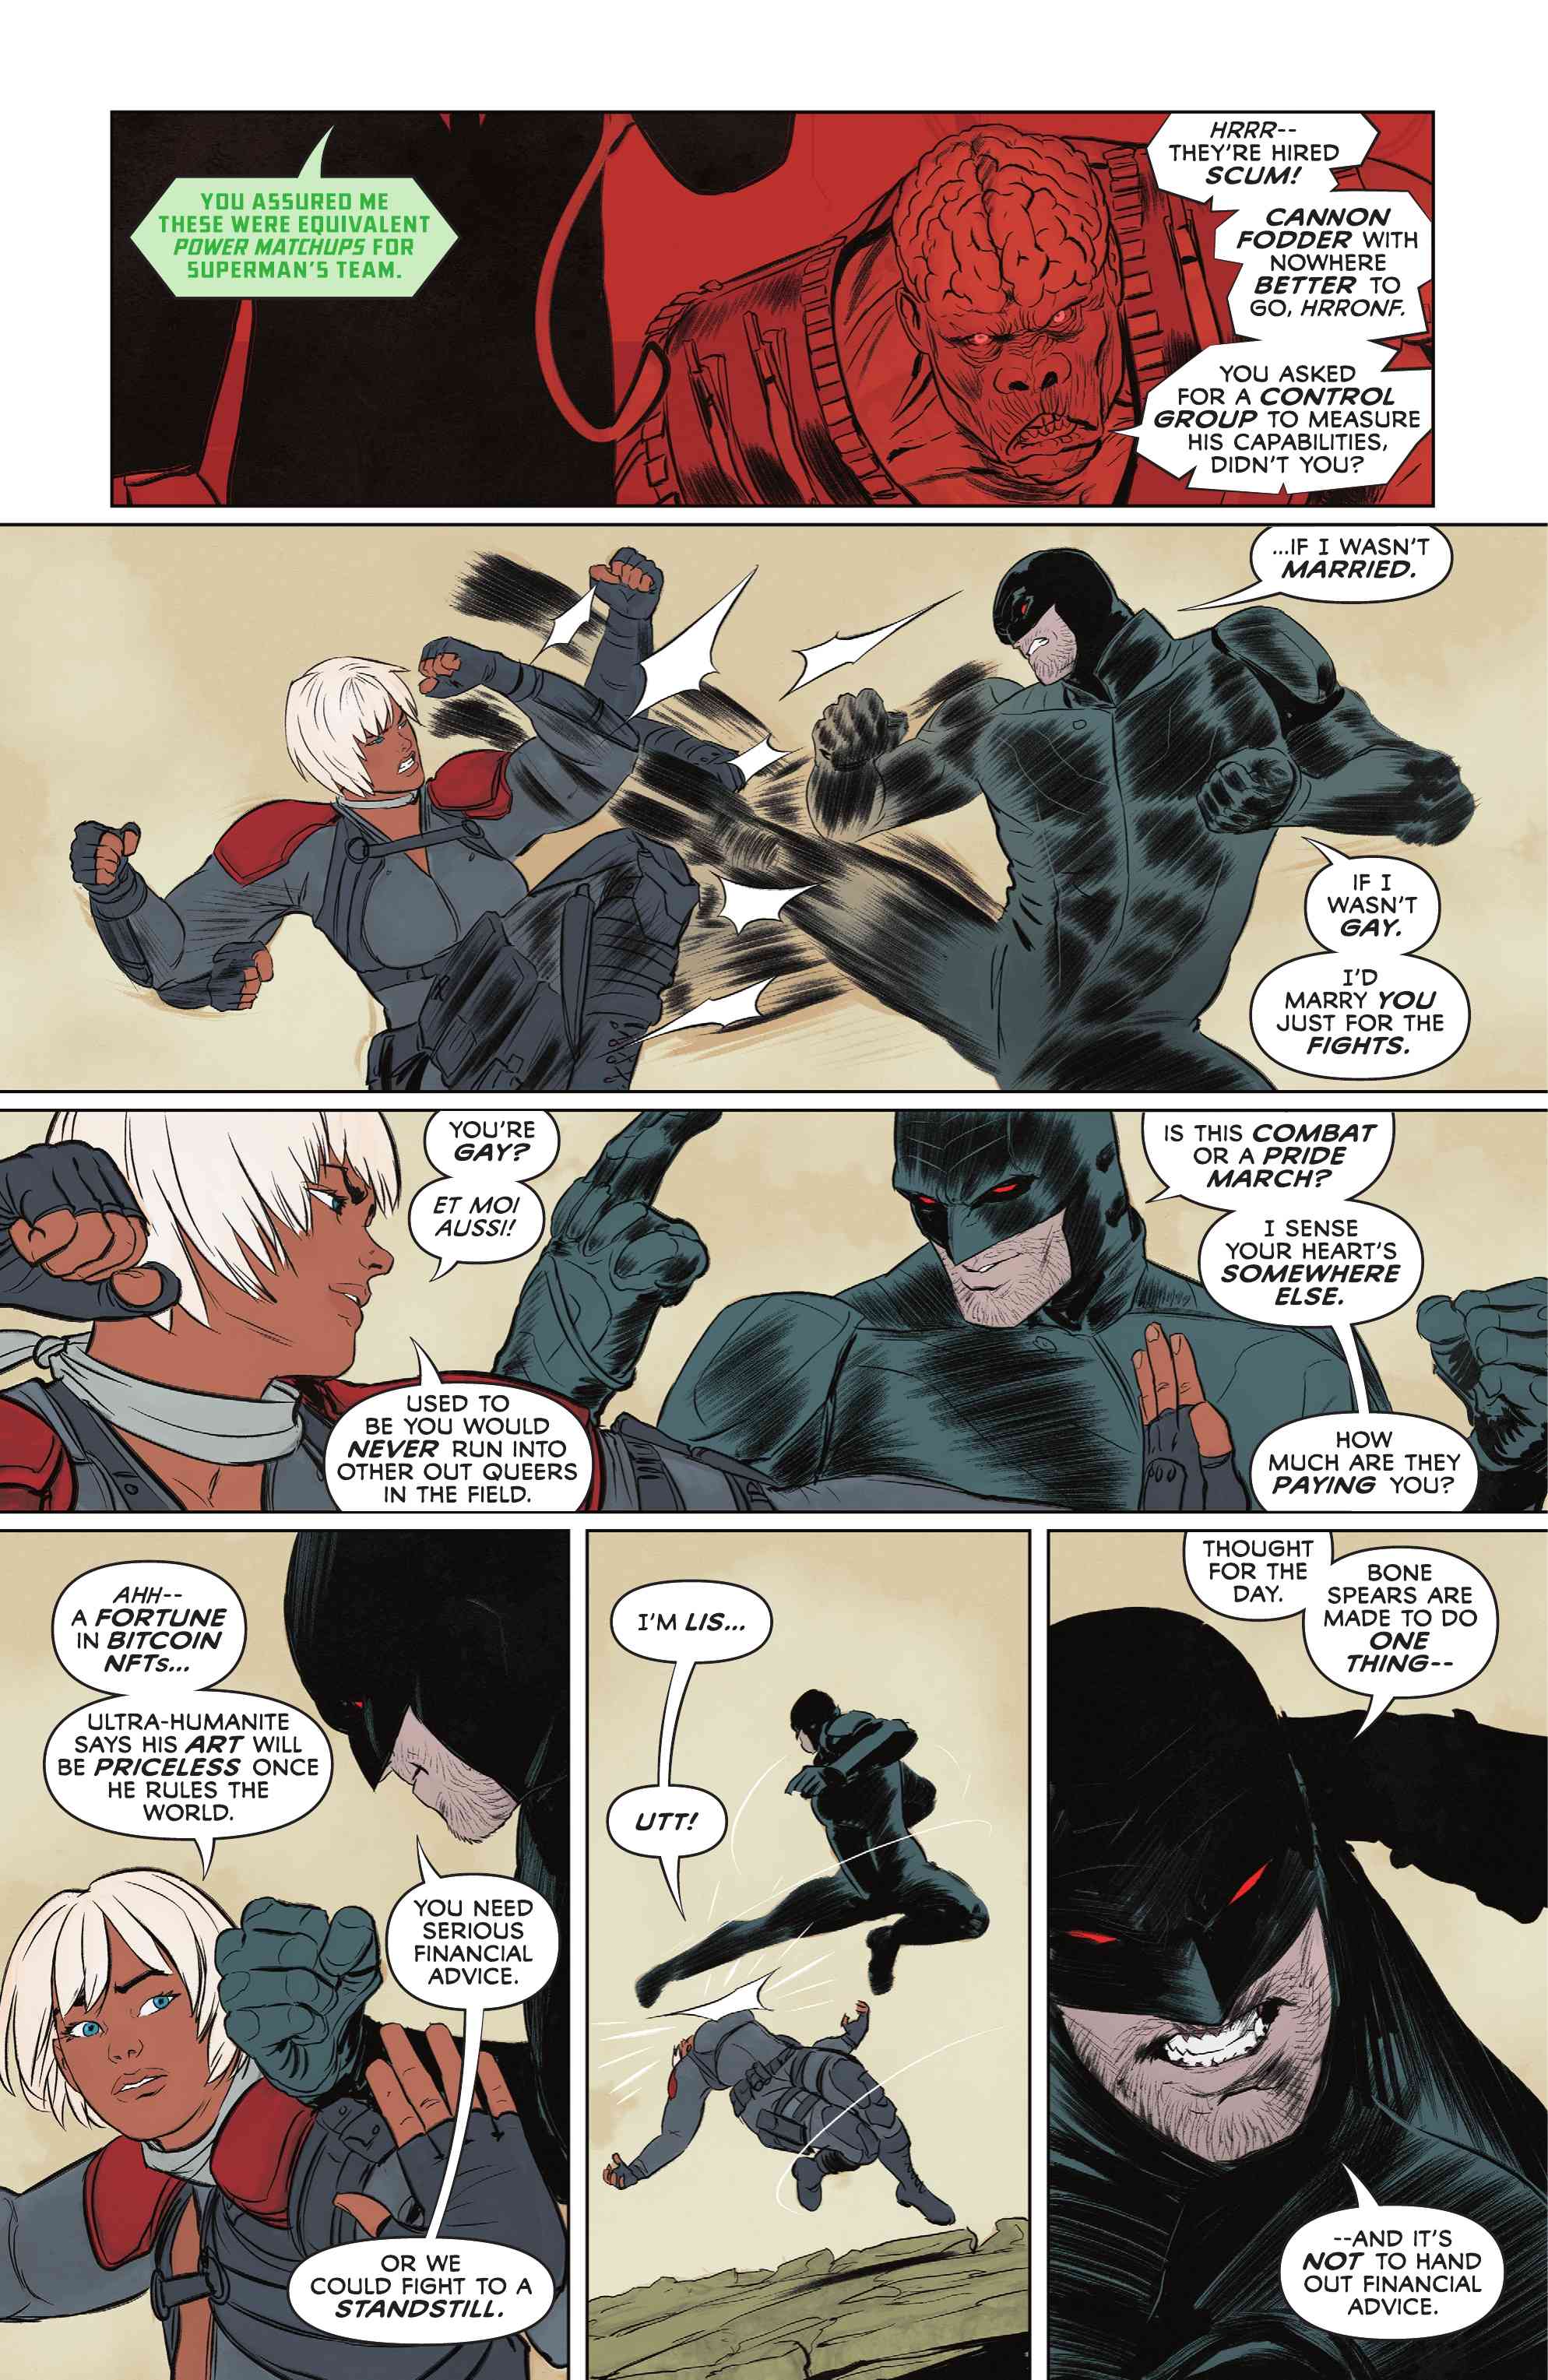 YOU ASSURED ME
THESE WERE EQUIVALENT
POWER MATCHUPS FOR
SUPERMAN'S TEAM.
HRRR--
THEY'RE HIRED
SCUM!
CANNON
FODDER WITH
NOWHERE
BETTER TO
GO, HRRONF.
YOU ASKED
FOR A CONTROL
GROUP TO MEASURE
HIS CAPABILITIES,
DIDN'T YOU?
...IF I WASN'T
MARRIED.
IF I
WASN'T
GAY.
I'D
MARRY YOU
JUST FOR THE
FIGHTS.
YOU'RE
GAY?
ET MOI
AUSSI!
USED TO
BE YOU WOULD
NEVER RUN INTO
OTHER OUT QUEERS
IN THE FIELD.
IS THIS COMBAT
OR A PRIDE
MARCH?
I SENSE
YOUR HEART'S
SOMEWHERE
ELSE.
HOW
MUCH ARE THEY
PAYING YOU?
AHH--
A FORTUNE
IN BITCOIN
NFTs...
ULTRA-HUMANITE
SAYS HIS ART WILL
BE PRICELESS ONCE
HE RULES THE
WORLD.
YOU NEED
SERIOUS
FINANCIAL
ADVICE.
OR WE
COULD FIGHT TO A
STANDSTILL.
I'M LIS...
UTT!
THOUGHT
FOR THE
DAY.
BONE
SPEARS ARE
MADE TO DO
ONE
THING--
--AND IT'S
NOT TO HAND
OUT FINANCIAL
ADVICE.